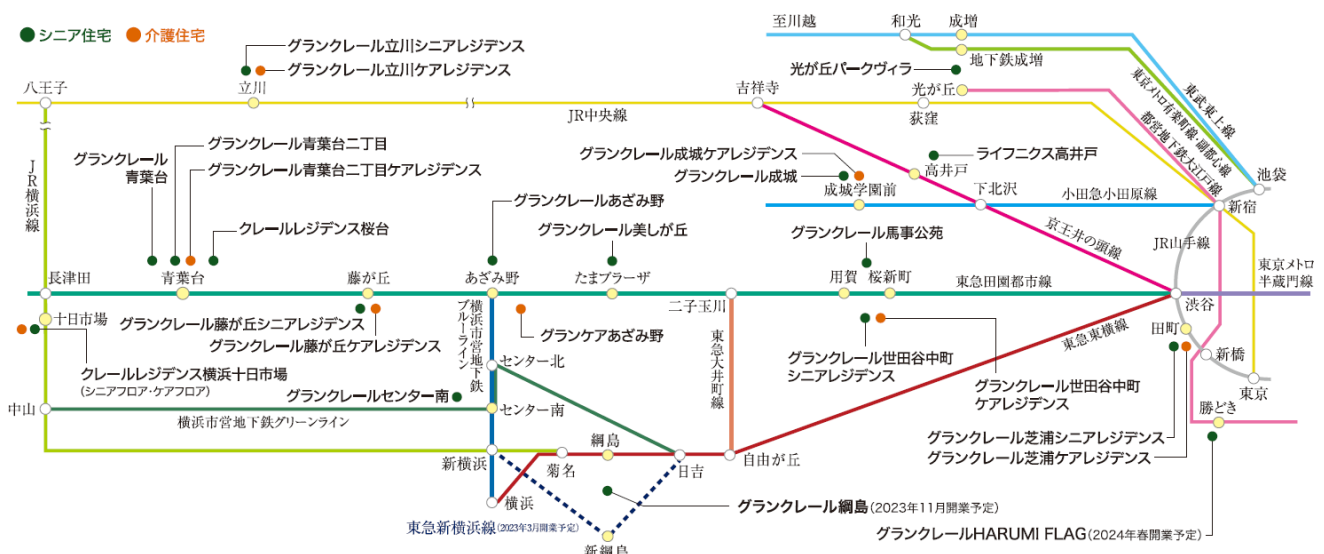 シニア住宅 介護住宅
至川越
和光
成増
地下鉄成増
グランクレール立川シニアレジデンス
グランクレール立川ケアレジデンス
光が丘パークヴィラ
光が丘
東武東上線
東京メトロ有楽町線・副都心線
都営地下鉄大江戸線
八王子
立川
JR中央線
吉祥寺
荻窪
池袋
JR横浜線
グランクレール
青葉台
グランクレール青葉台二丁目
グランクレール青葉台二丁目ケアレジデンス
クレールレジデンス桜台
グランクレール成城ケアレジデンス
グランクレール成城
ライフニクス高井戸
高井戸
成城学園前
下北沢
小田急小田原線
新宿
グランクレールあざみ野
グランクレール美しが丘
グランクレール馬事公苑
京王井の頭線
JR山手線
長津田
青葉台
藤が丘
あざみ野
たまプラーザ
二子玉川
用賀
桜新町
東急田園都市線
渋谷
東京メトロ
半蔵門線
十日市場
グランクレール藤が丘シニアレジデンス
グランクレール藤が丘ケアレジデンス
横浜市営地下鉄
ブルーライン
グランケアあざみ野
東急大井町線
東急東横線
田町
新橋
東京
クレールレジデンス横浜十日市場
(シニアフロア・ケアフロア)
センター北
グランクレールセンター南
センター南
グランクレール世田谷中町
シニアレジデンス
グランクレール世田谷中町
ケアレジデンス
中山
横浜市営地下鉄グリーンライン
勝どき
グランクレール芝浦シニアレジデンス
グランクレール芝浦ケアレジデンス
新横浜
菊名
綱島
日吉
自由が丘
横浜
東急新横浜線(2023年3月開業予定)
新綱島
グランクレール綱島(2023年11月開業予定)
グランクレールHARUMI FLAG(2024年春開業予定)